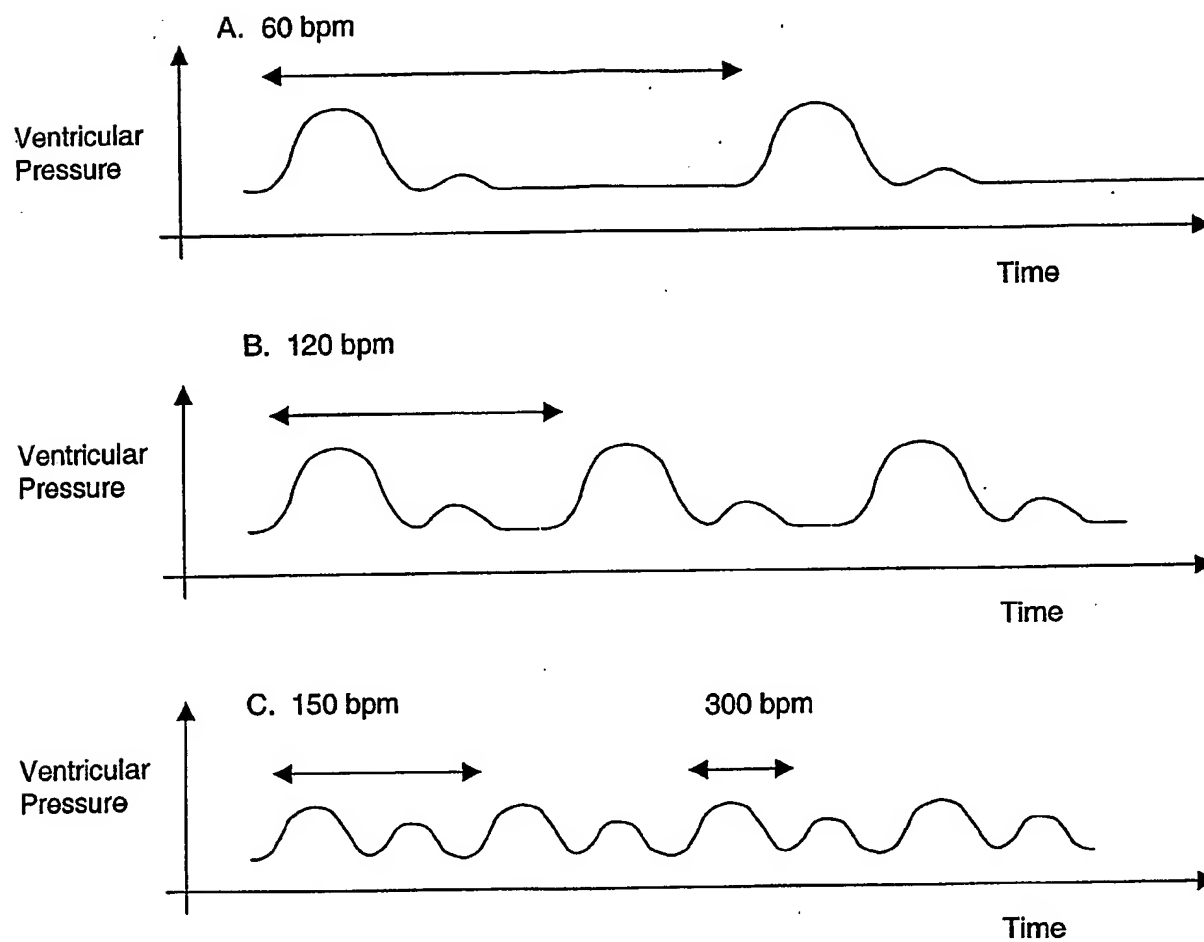 A. 60 bpm
Ventricular
Pressure
Time
B. 120 bpm
Ventricular
Pressure
Time
C. 150 bpm 300 bpm
Ventricular
Pressure
Time